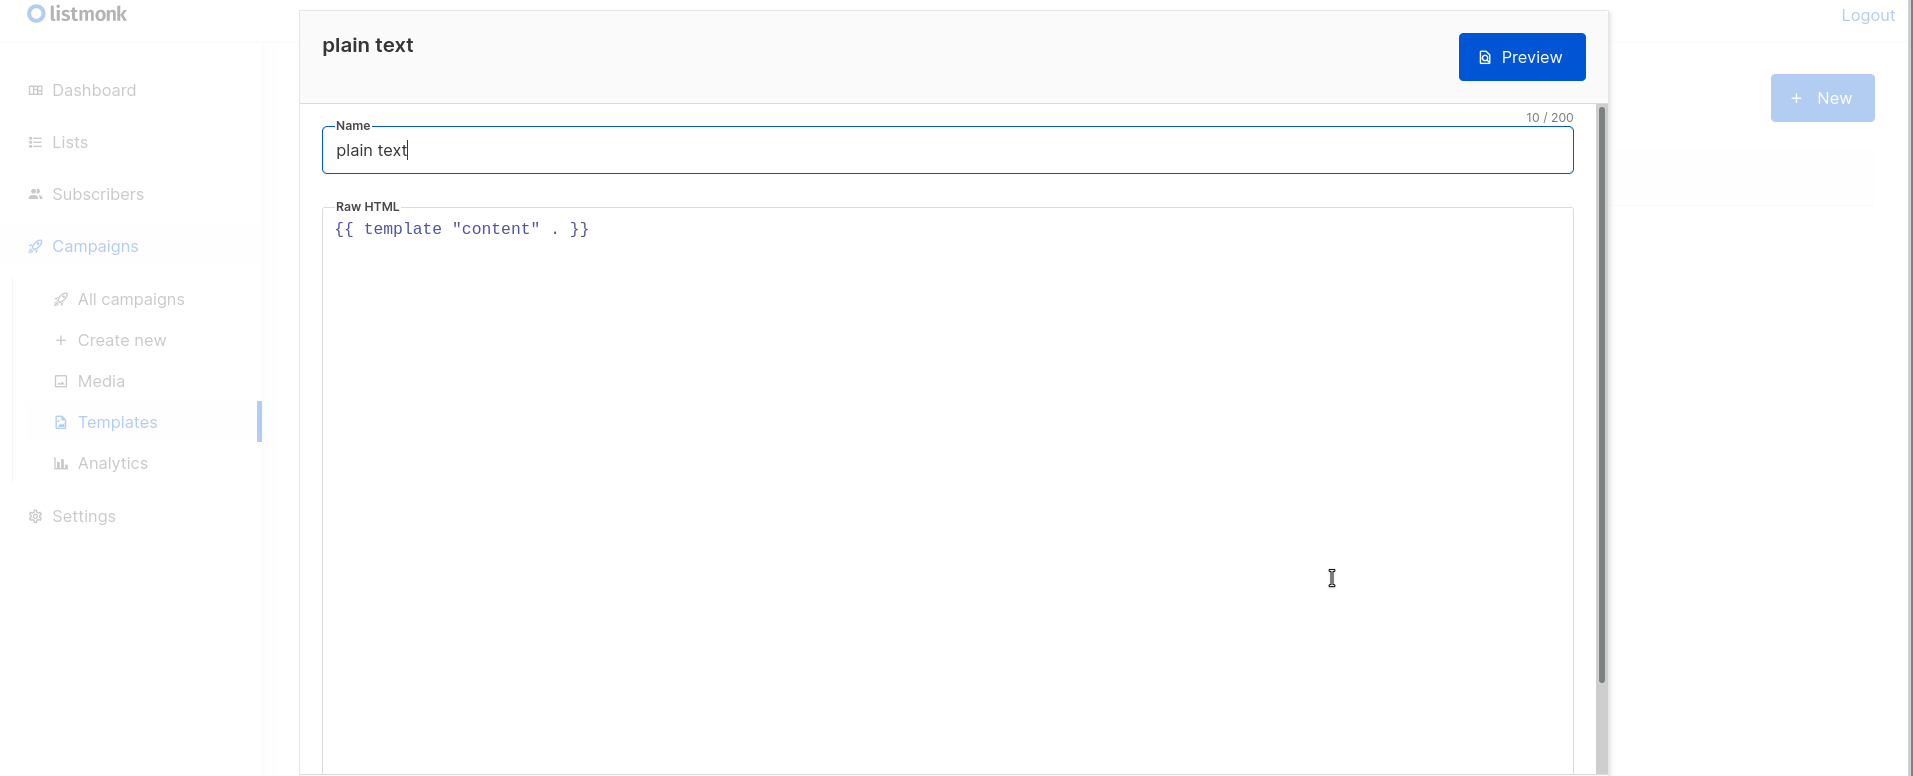 listmonk
Logout
plain text
Preview
Dashboard
New
Lists
Name
10 / 200
plain text
Subscribers
Raw HTML
{{ template "content" . }}
Campaigns
All campaigns
Create new
Media
Templates
Analytics
Settings